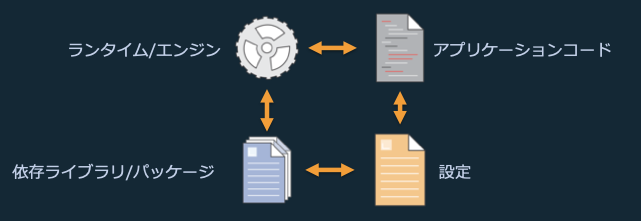 ランタイム/エンジン
アプリケーションコード
依存ライブラリ/パッケージ
設定